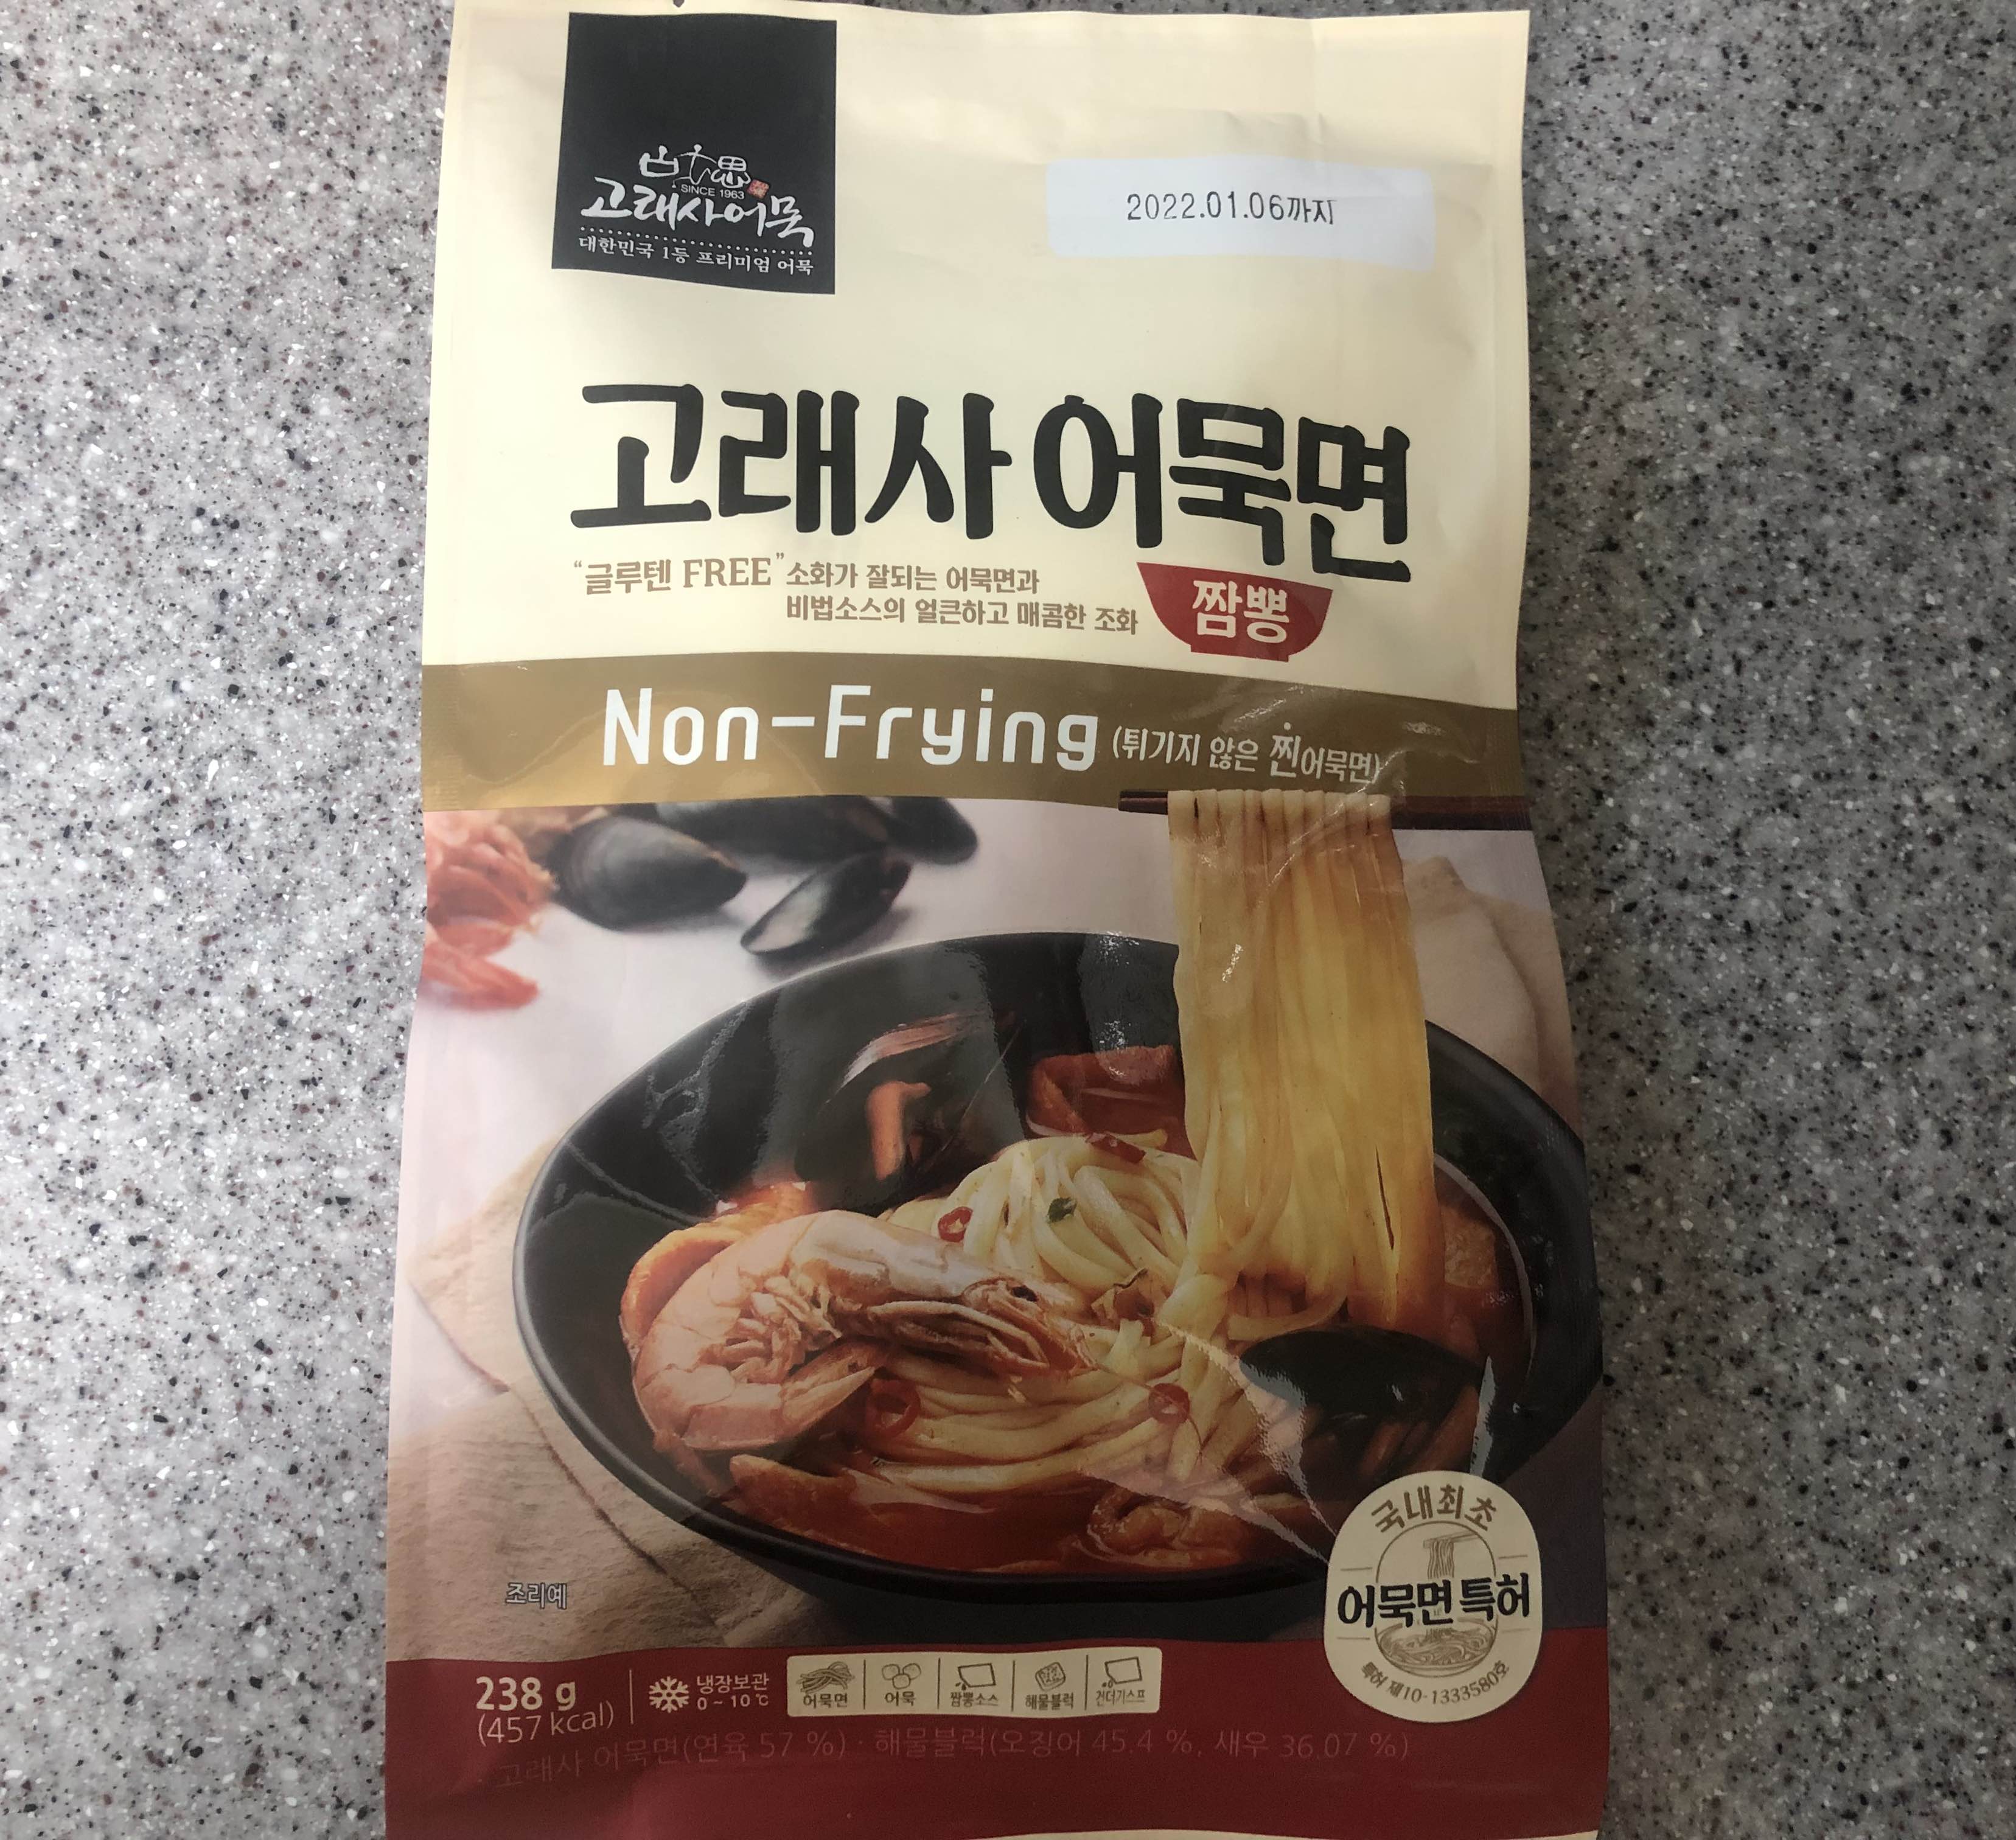 SINCE 1963
고래사어묵
대한민국 1등 프리미엄 어묵
2022.01.06까지
고래사 어묵면
“글루텐 FREE” 소화가 잘되는 어묵면과
비법소스의 얼큰하고 매콤한 조화
짬뽕
Non-Frying (튀기지 않은 찐어묵면)
조리예
국내최초
어묵면 특허
특허 제10-1333580호
238 g
(457 kcal)
냉장보관
0~10℃
어묵면 어묵 짬뽕소스 해물블럭 건더기스프
고래사 어묵면(연육 57 %) · 해물블럭(오징어 45.4 %, 새우 36.07 %)